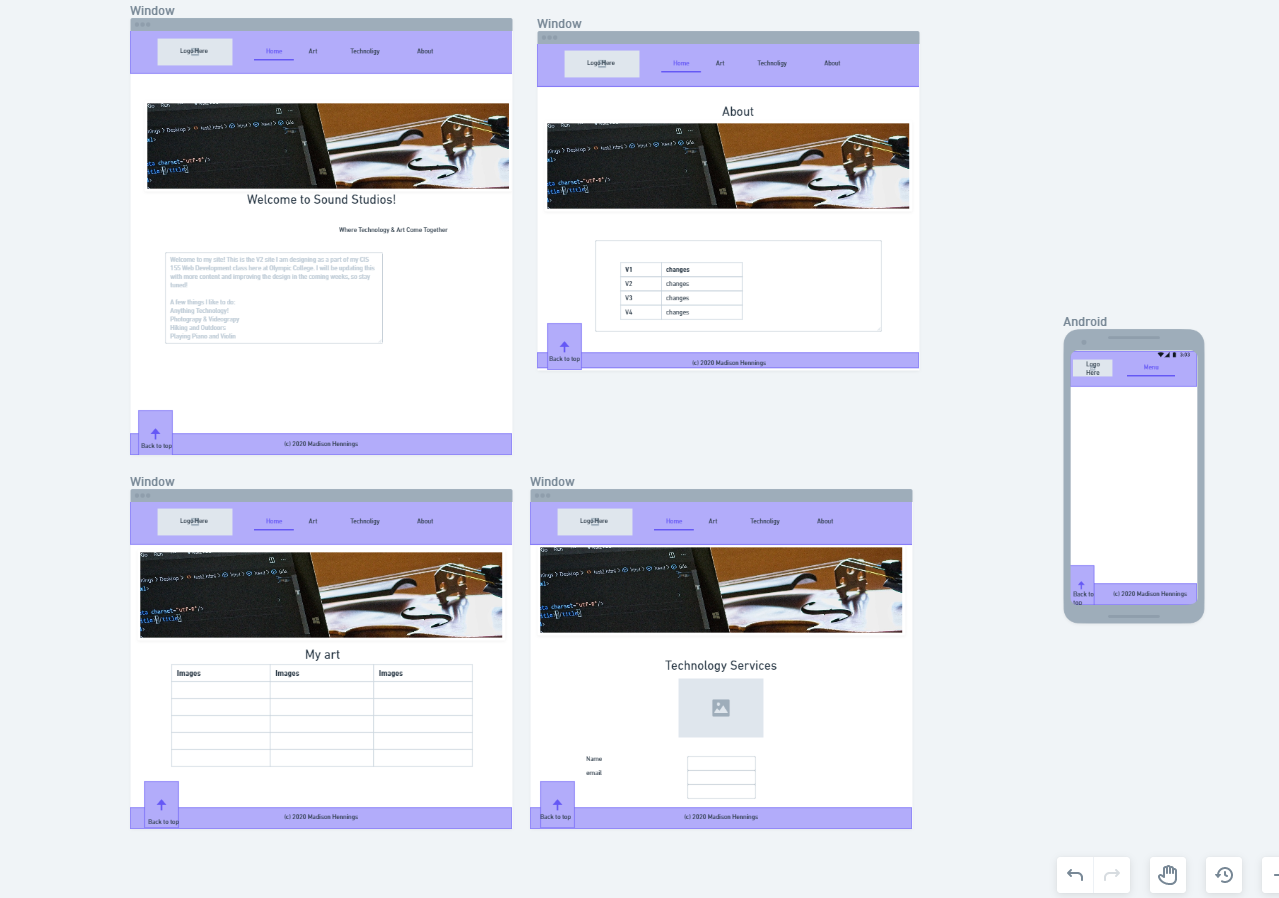 Window
Logo Here
Home Art Technoligy About
Welcome to Sound Studios!
Where Technology & Art Come Together
Welcome to my site! This is the V2 site I am designing as a part of my CIS
155 Web Development class here at Olympic College. I will be updating this
with more content and improving the design in the coming works, so stay
tuned!
A few things I like to do:
Anything Technology!
Photograpy & Videograpy
Hiking and Outdoors
Playing Piano and Violin
Back to top
(c) 2020 Madison Hennings
Window
Logo Here
Home Art Technoligy About
About
V1 changes
V2 changes
V3 changes
V4 changes
Back to top
(c) 2020 Madison Hennings
Window
Logo Here
Home Art Technoligy About
My art
Images Images Images
Back to top
(c) 2020 Madison Hennings
Window
Logo Here
Home Art Technoligy About
Technology Services
Name
email
Back to top
(c) 2020 Madison Hennings
Android
3:03
Logo
Here
Menu
Back to
top
(c) 2020 Madison Hennings